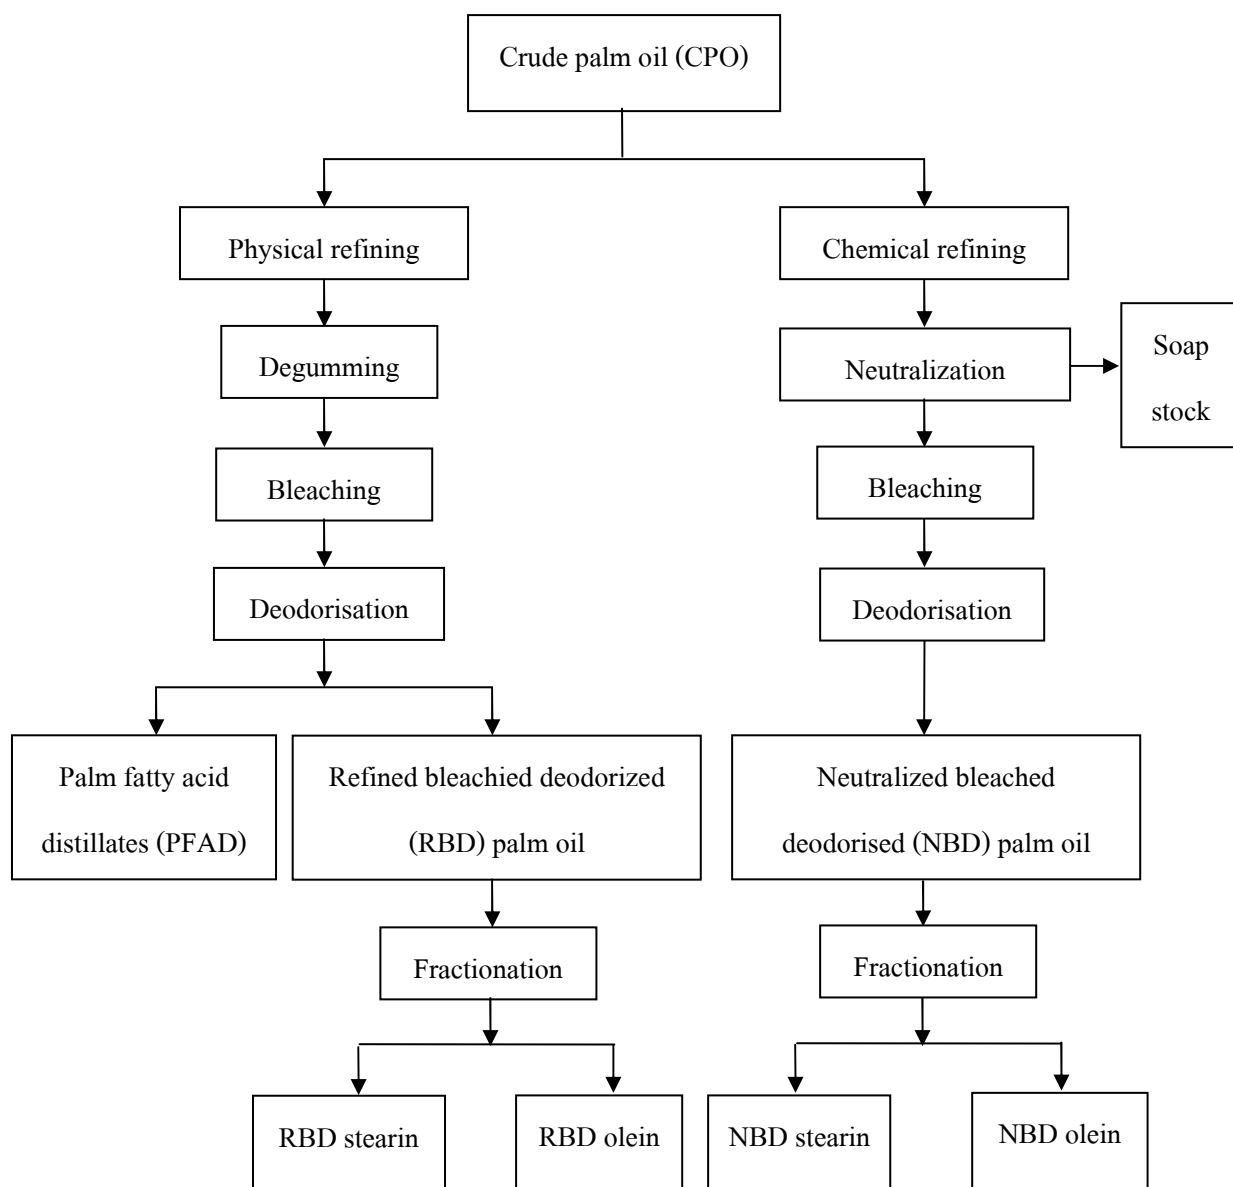 Crude palm oil (CPO)
Physical refining
Chemical refining
Degumming
Neutralization
Soap
stock
Bleaching
Bleaching
Deodorisation
Deodorisation
Palm fatty acid
distillates (PFAD)
Refined bleachied deodorized
(RBD) palm oil
Neutralized bleached
deodorised (NBD) palm oil
Fractionation
Fractionation
RBD stearin
RBD olein
NBD stearin
NBD olein